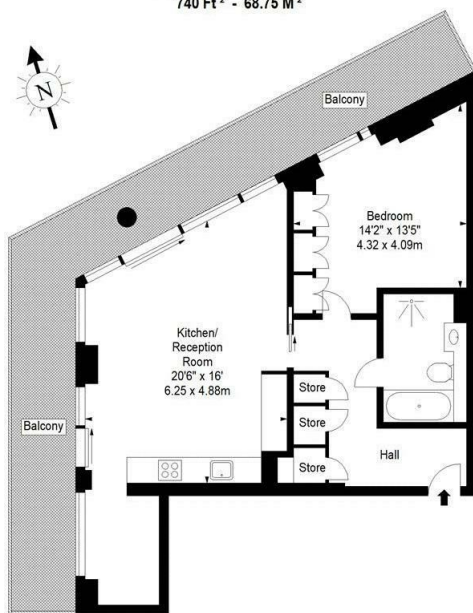 740 Ft² - 68.75 M²
N
Balcony
Bedroom
14'2" x 13'5"
4.32 x 4.09m
Kitchen/
Reception
Room
20'6" x 16'
6.25 x 4.88m
Balcony
Store
Store
Store
Hall